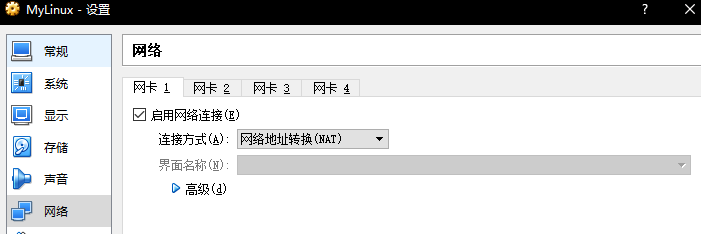 MyLinux - 设置
常规
系统
显示
存储
声音
网络
网络
网卡 1 网卡 2 网卡 3 网卡 4
启用网络连接(E)
连接方式(A): 网络地址转换(NAT)
界面名称(N):
高级(d)